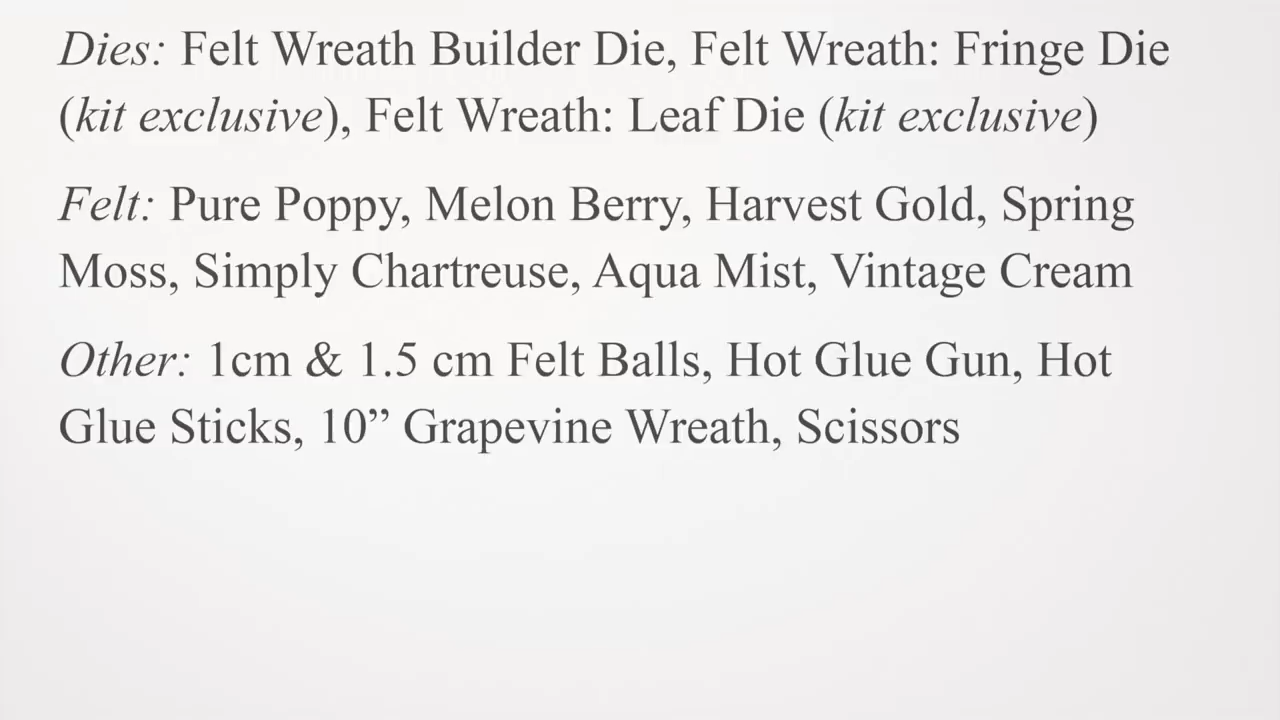 Dies: Felt Wreath Builder Die, Felt Wreath: Fringe Die
(kit exclusive), Felt Wreath: Leaf Die (kit exclusive)
Felt: Pure Poppy, Melon Berry, Harvest Gold, Spring
Moss, Simply Chartreuse, Aqua Mist, Vintage Cream
Other: 1cm & 1.5 cm Felt Balls, Hot Glue Gun, Hot
Glue Sticks, 10” Grapevine Wreath, Scissors